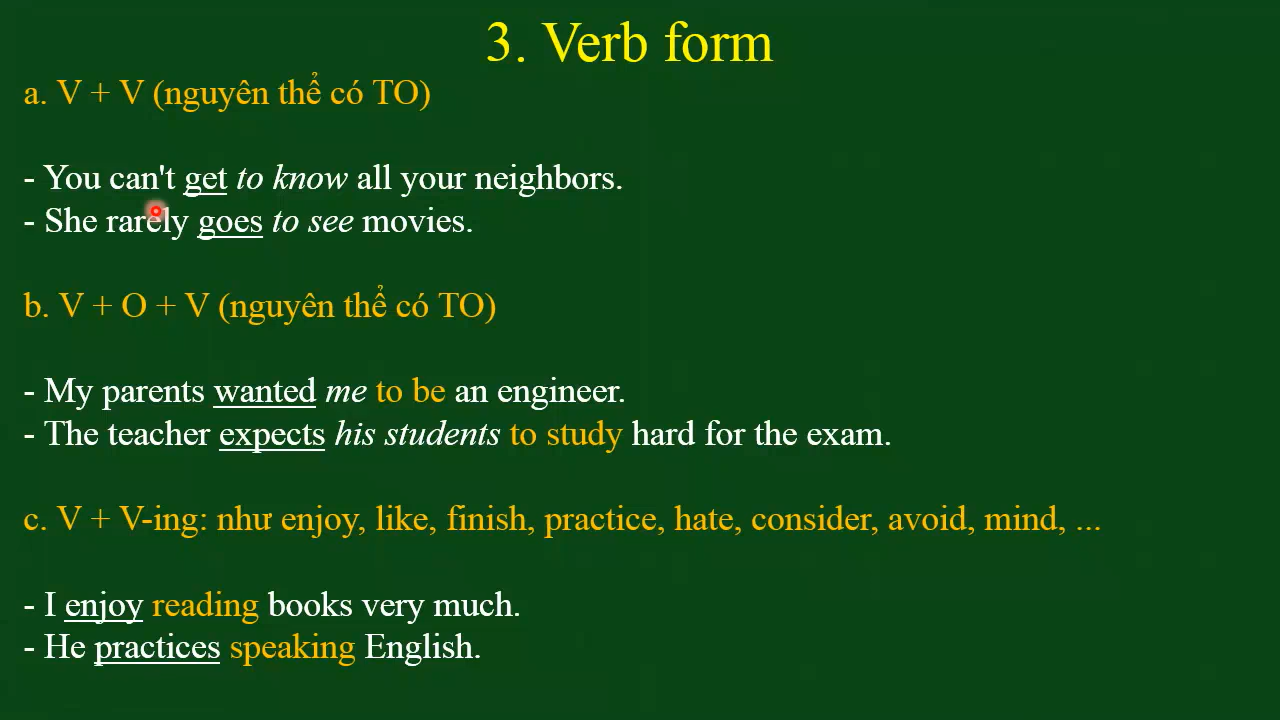 3. Verb form
a. V + V (nguyên thể có TO)
- You can't get to know all your neighbors.
- She rarely goes to see movies.
b. V + O + V (nguyên thể có TO)
- My parents wanted me to be an engineer.
- The teacher expects his students to study hard for the exam.
c. V + V-ing: như enjoy, like, finish, practice, hate, consider, avoid, mind, ...
- I enjoy reading books very much.
- He practices speaking English.